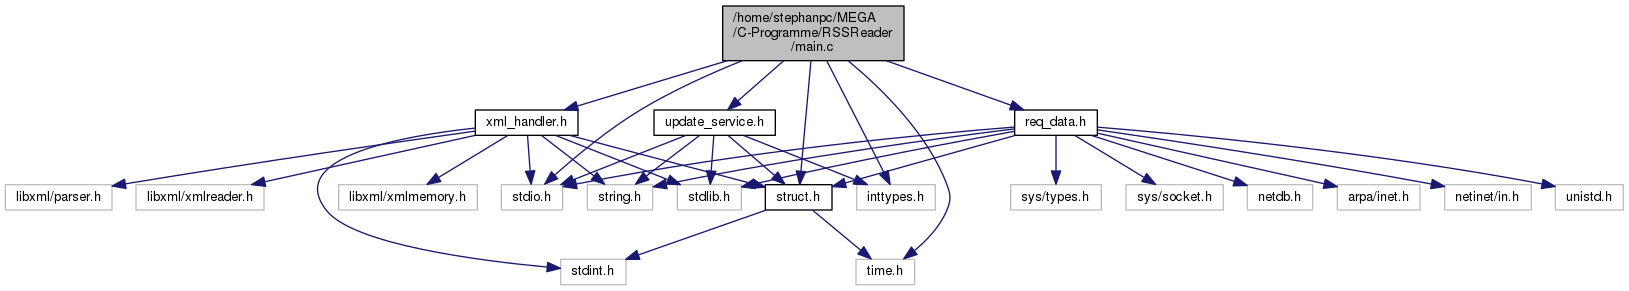 /home/stephanpc/MEGA
/C-Programme/RSSReader
/main.c
xml_handler.h
update_service.h
req_data.h
libxml/parser.h
libxml/xmlreader.h
libxml/xmlmemory.h
stdio.h
string.h
stdlib.h
struct.h
inttypes.h
sys/types.h
sys/socket.h
netdb.h
arpa/inet.h
netinet/in.h
unistd.h
stdint.h
time.h